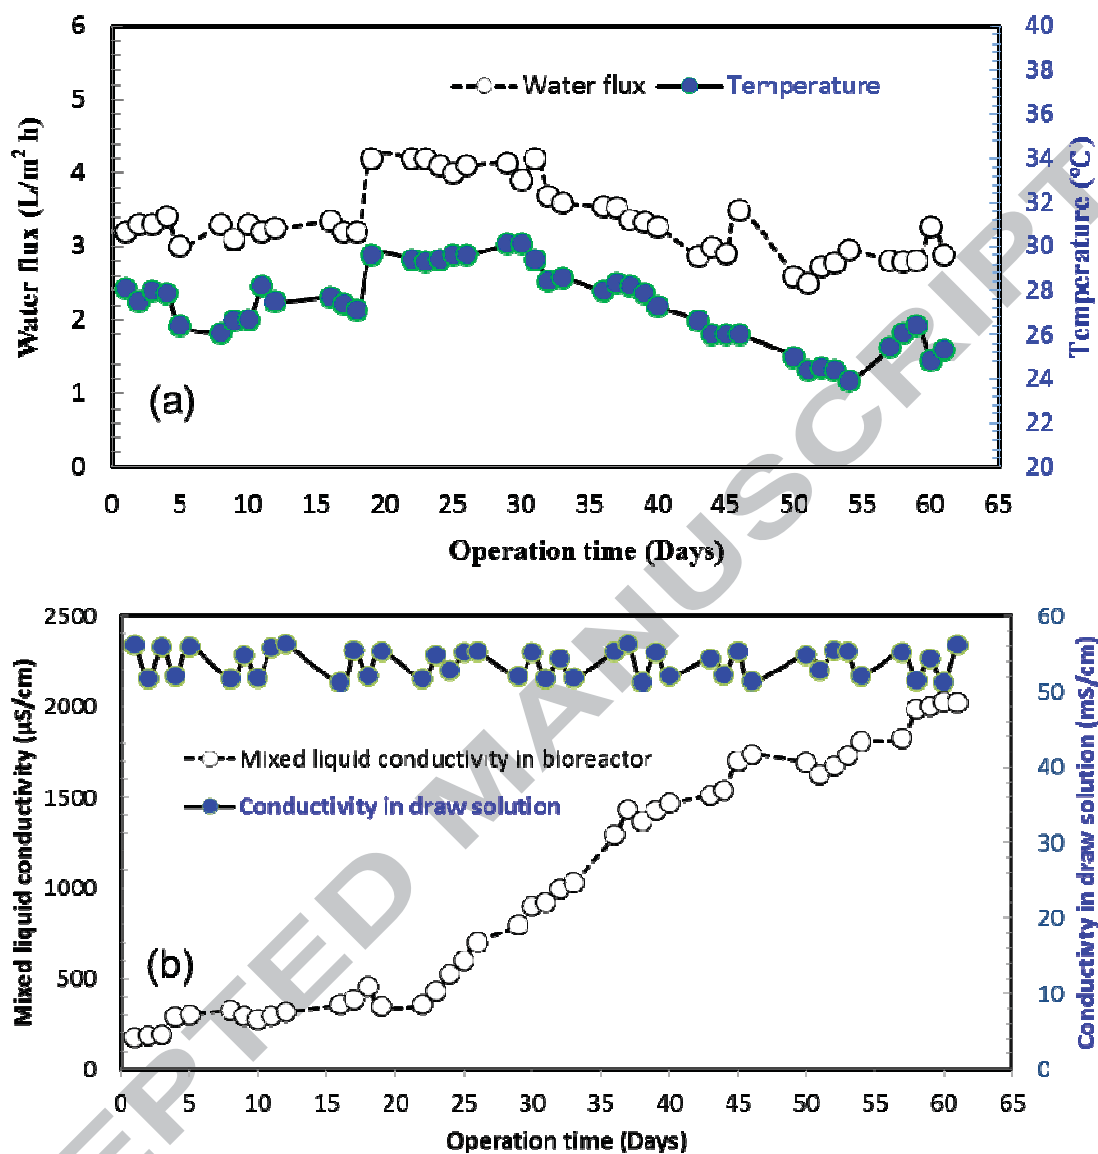 6
40
5
38
4
36
3
34
2
32
1
30
0
28
26
24
22
20
Water flux
Temperature
Water flux (L/m² h)
Temperature (°C)
(a)
0 5 10 15 20 25 30 35 40 45 50 55 60 65
Operation time (Days)
2500
60
2000
50
1500
40
1000
30
500
20
0
10
0
Mixed liquid conductivity in bioreactor
Conductivity in draw solution
Mixed liquid conductivity (µS/cm)
Conductivity in draw solution (mS/cm)
(b)
0 5 10 15 20 25 30 35 40 45 50 55 60 65
Operation time (Days)
EPTED MANUSCRIPT